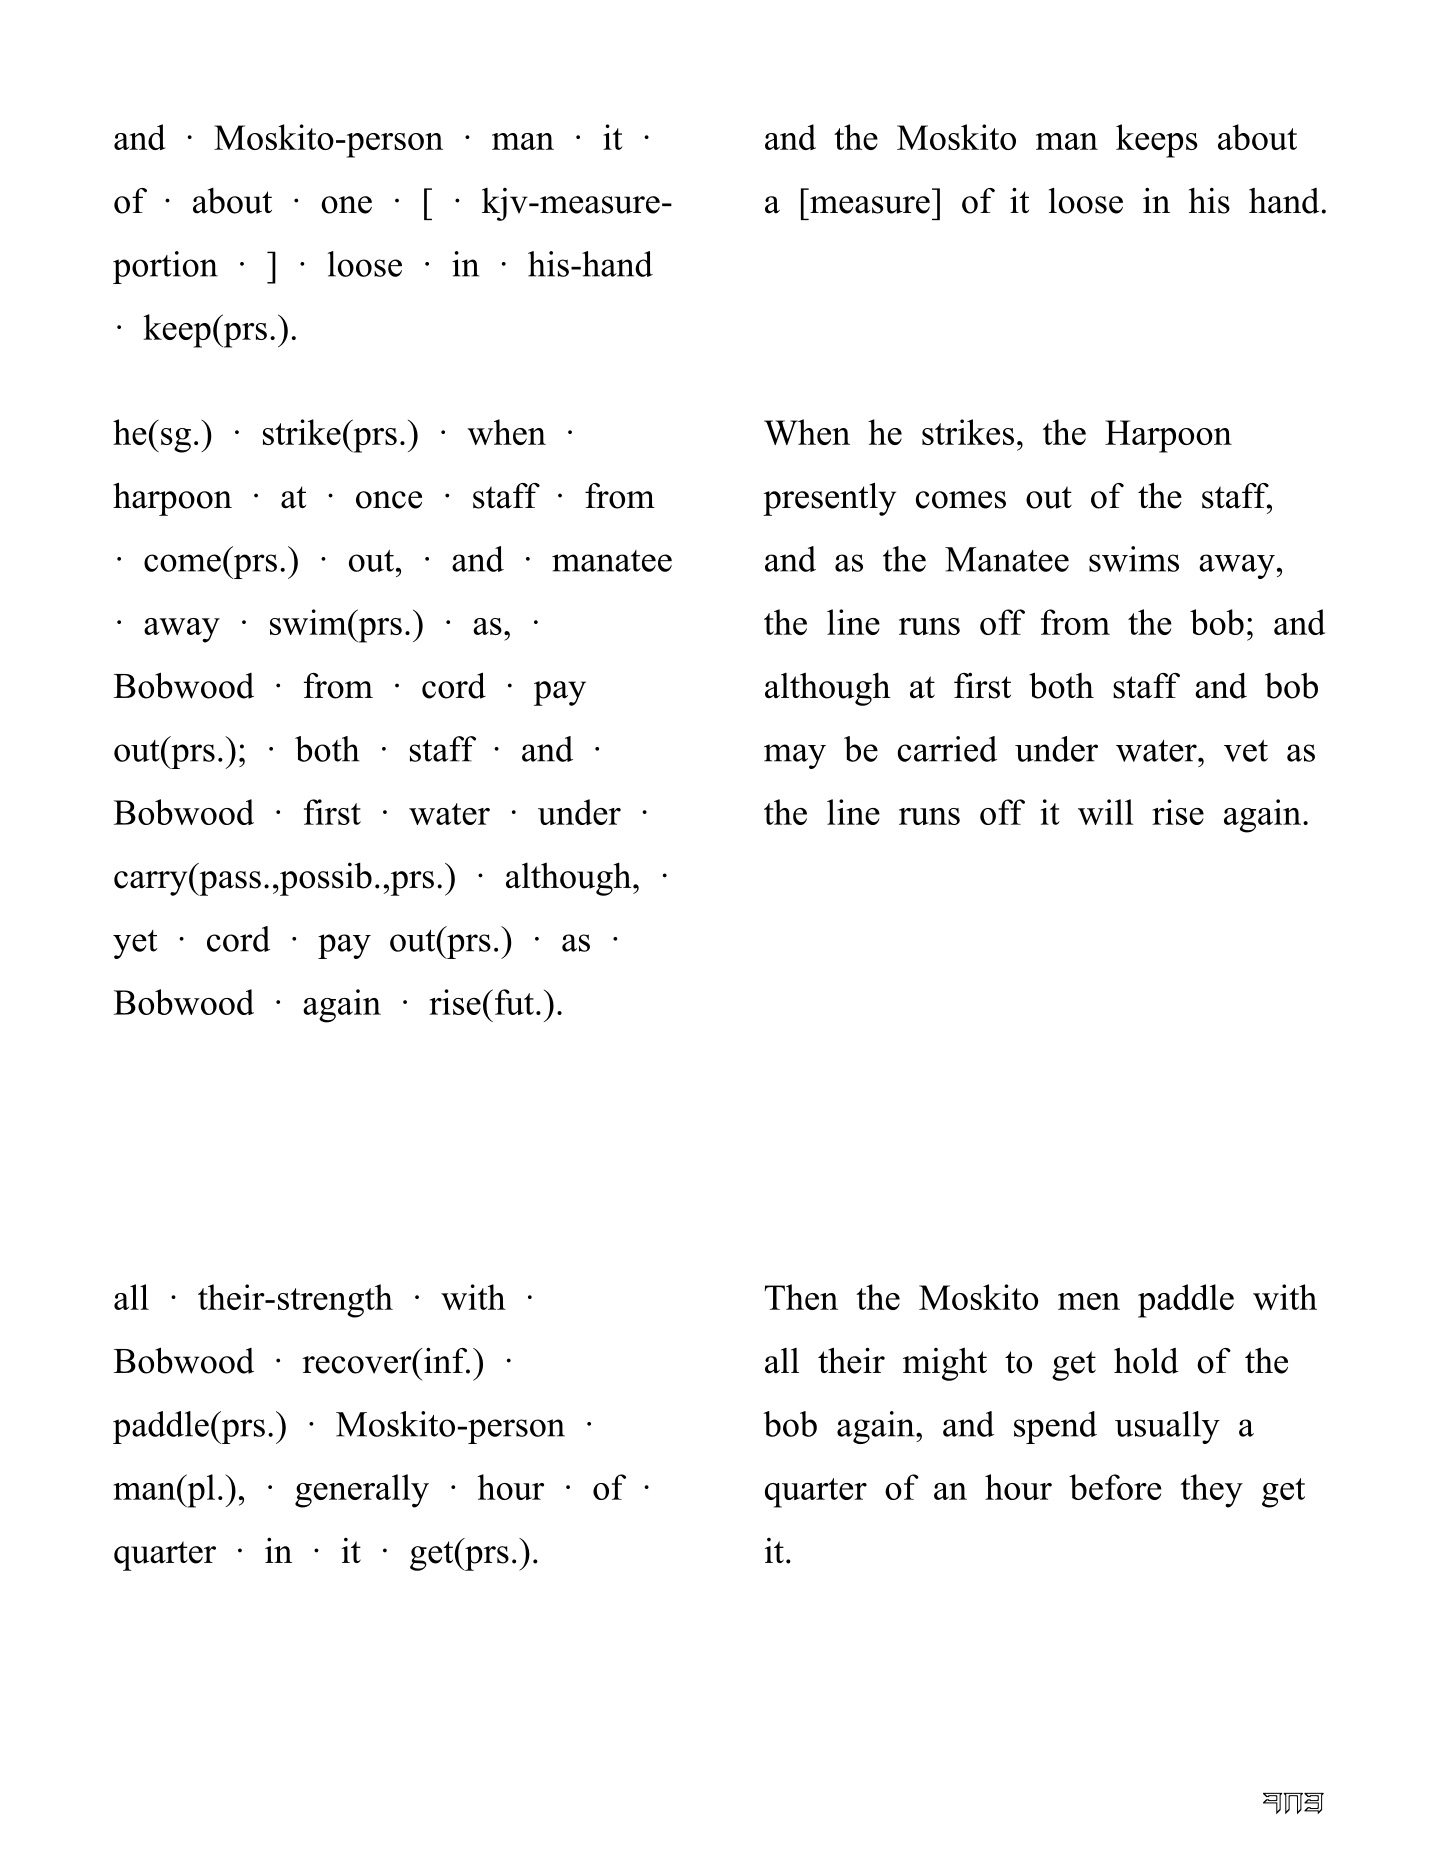 and · Moskito-person · man · it ·
of · about · one · [ · kjv-measure-
portion · ] · loose · in · his-hand
· keep(prs.).
and the Moskito man keeps about
a [measure] of it loose in his hand.
he(sg.) · strike(prs.) · when ·
harpoon · at · once · staff · from
· come(prs.) · out, · and · manatee
· away · swim(prs.) · as, ·
Bobwood · from · cord · pay
out(prs.); · both · staff · and ·
Bobwood · first · water · under ·
carry(pass.,possib.,prs.) · although, ·
yet · cord · pay out(prs.) · as ·
Bobwood · again · rise(fut.).
When he strikes, the Harpoon
presently comes out of the staff,
and as the Manatee swims away,
the line runs off from the bob; and
although at first both staff and bob
may be carried under water, vet as
the line runs off it will rise again.
all · their-strength · with ·
Bobwood · recover(inf.) ·
paddle(prs.) · Moskito-person ·
man(pl.), · generally · hour · of ·
quarter · in · it · get(prs.).
Then the Moskito men paddle with
all their might to get hold of the
bob again, and spend usually a
quarter of an hour before they get
it.